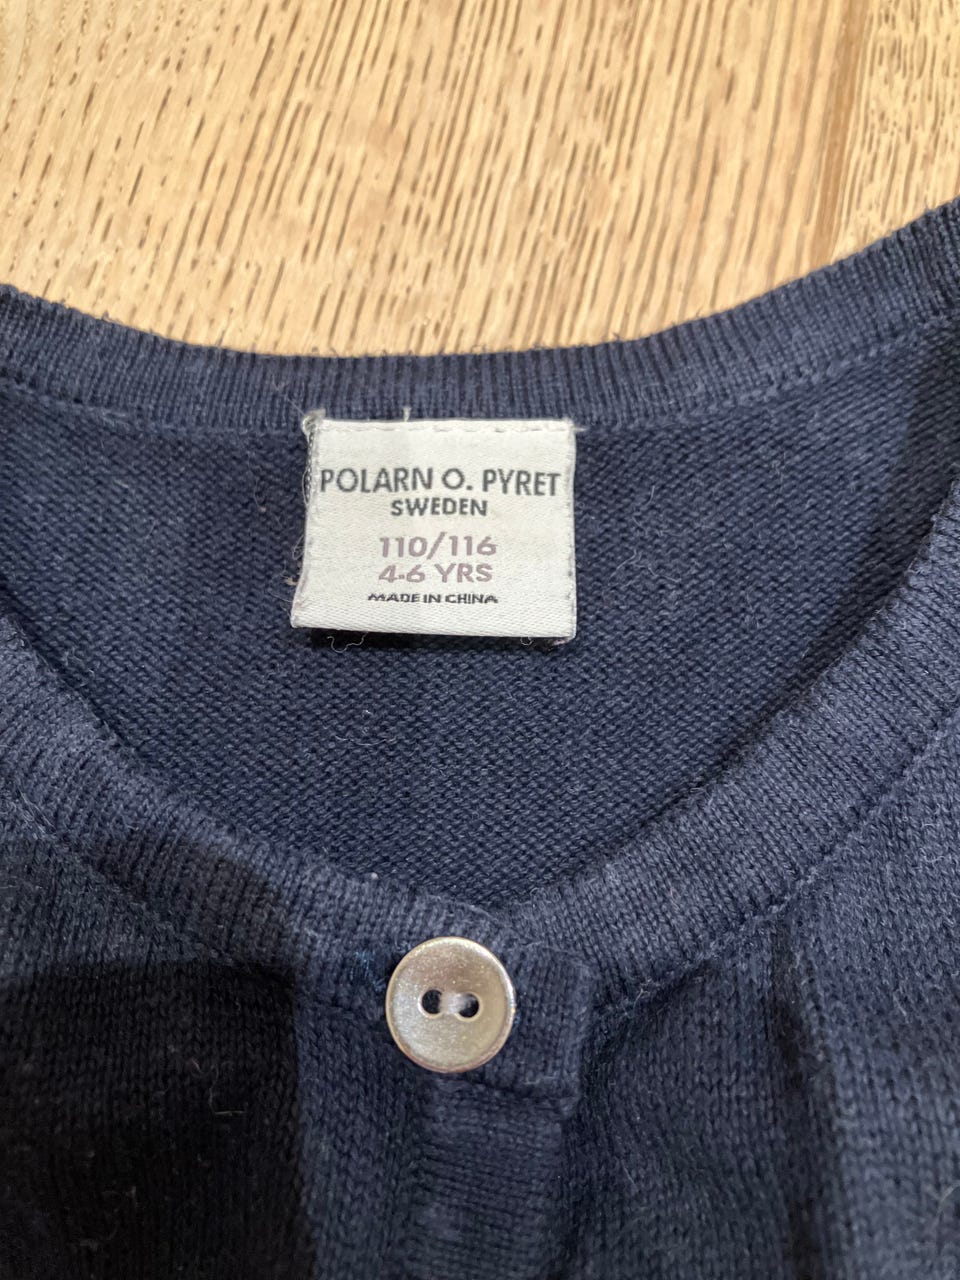 POLARN O. PYRET
SWEDEN
110/116
4-6 YRS
MADE IN CHINA